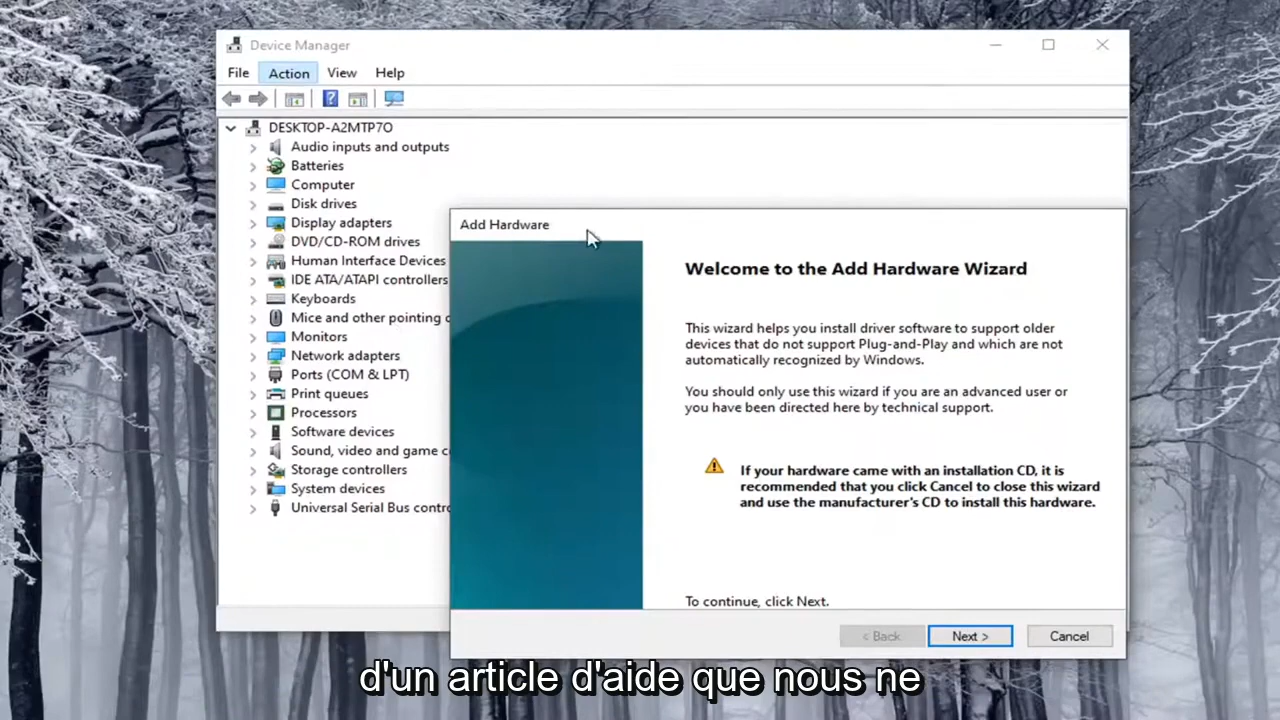 Device Manager
File Action View Help
DESKTOP-A2MTP7O
Audio inputs and outputs
Batteries
Computer
Disk drives
Display adapters
DVD/CD-ROM drives
Human Interface Devices
IDE ATA/ATAPI controllers
Keyboards
Mice and other pointing
Monitors
Network adapters
Ports (COM & LPT)
Print queues
Processors
Software devices
Sound, video and game
Storage controllers
System devices
Universal Serial Bus
Add Hardware
Welcome to the Add Hardware Wizard
This wizard helps you install driver software to support older
devices that do not support Plug-and-Play and which are not
automatically recognized by Windows.
You should only use this wizard if you are an advanced user or
you have been directed here by technical support.
If your hardware came with an installation CD, it is
recommended that you click Cancel to close this wizard
and use the manufacturer's CD to install this hardware.
To continue, click Next.
< Back Next > Cancel
d'un article d'aide que nous ne